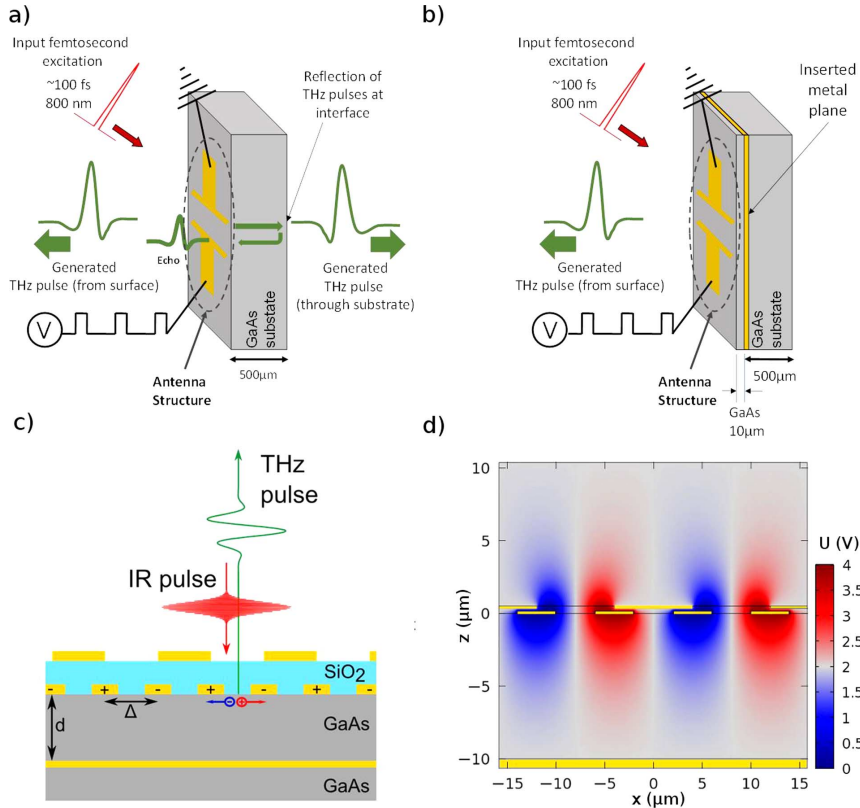 a)
Input femtosecond
excitation
~100 fs
800 nm
Reflection of
THz pulses at
interface
Echo
Generated
THz pulse (from surface)
Generated
THz pulse
(through substrate)
V
GaAs
substate
500μm
Antenna
Structure
b)
Input femtosecond
excitation
~100 fs
800 nm
Inserted
metal
plane
Generated
THz pulse (from surface)
V
GaAs
substate
500μm
Antenna
Structure
GaAs
10μm
c)
THz
pulse
IR pulse
SiO2
- + - + - + -
Δ
- +
d
GaAs
GaAs
d)
U (V)
4
3.5
3
2.5
2
1.5
1
0.5
0
z (μm)
10
5
0
−5
−10
−15 −10 −5 0 5 10 15
x (μm)